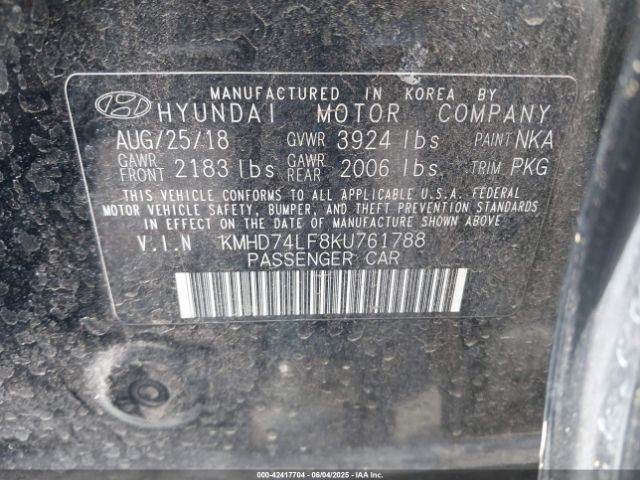 MANUFACTURED IN KOREA BY
HYUNDAI MOTOR COMPANY
AUG/25/18 GVWR 3924 lbs PAINT NKA
GAWR FRONT 2183 lbs GAWR REAR 2006 lbs TRIM PKG
THIS VEHICLE CONFORMS TO ALL APPLICABLE U.S.A. FEDERAL
MOTOR VEHICLE SAFETY, BUMPER, AND THEFT PREVENTION STANDARDS
IN EFFECT ON THE DATE OF MANUFACTURE SHOWN ABOVE.
V.I.N KMHD74LF8KU761788
PASSENGER CAR
000-42417704 - 06/04/2025 - IAAI.COM